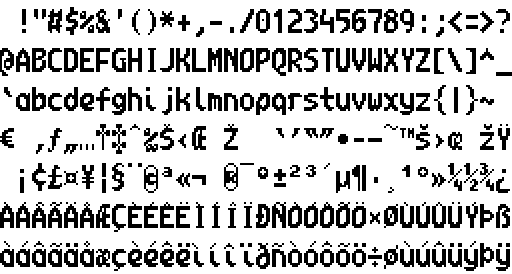 !"#$%&'()*+,-./0123456789:;<=>?
@ABCDEFGHIJKLMNOPQRSTUVWXYZ[\]^_
`abcdefghijklmnopqrstuvwxyz{|}~
€ ‚ƒ„…†‡ˆ‰Š‹Œ Ž ‘’“”•–—˜™š›œ žŸ
¡¢£¤¥¦§¨©ª«¬ ®¯°±²³´µ¶·¸¹º»¼½¾¿
ÀÁÂÃÄÅÆÇÈÉÊËÌÍÎÏÐÑÒÓÔÕÖ×ØÙÚÛÜÝÞß
àáâãäåæçèéêëìíîïðñòóôõö÷øùúûüýþÿ